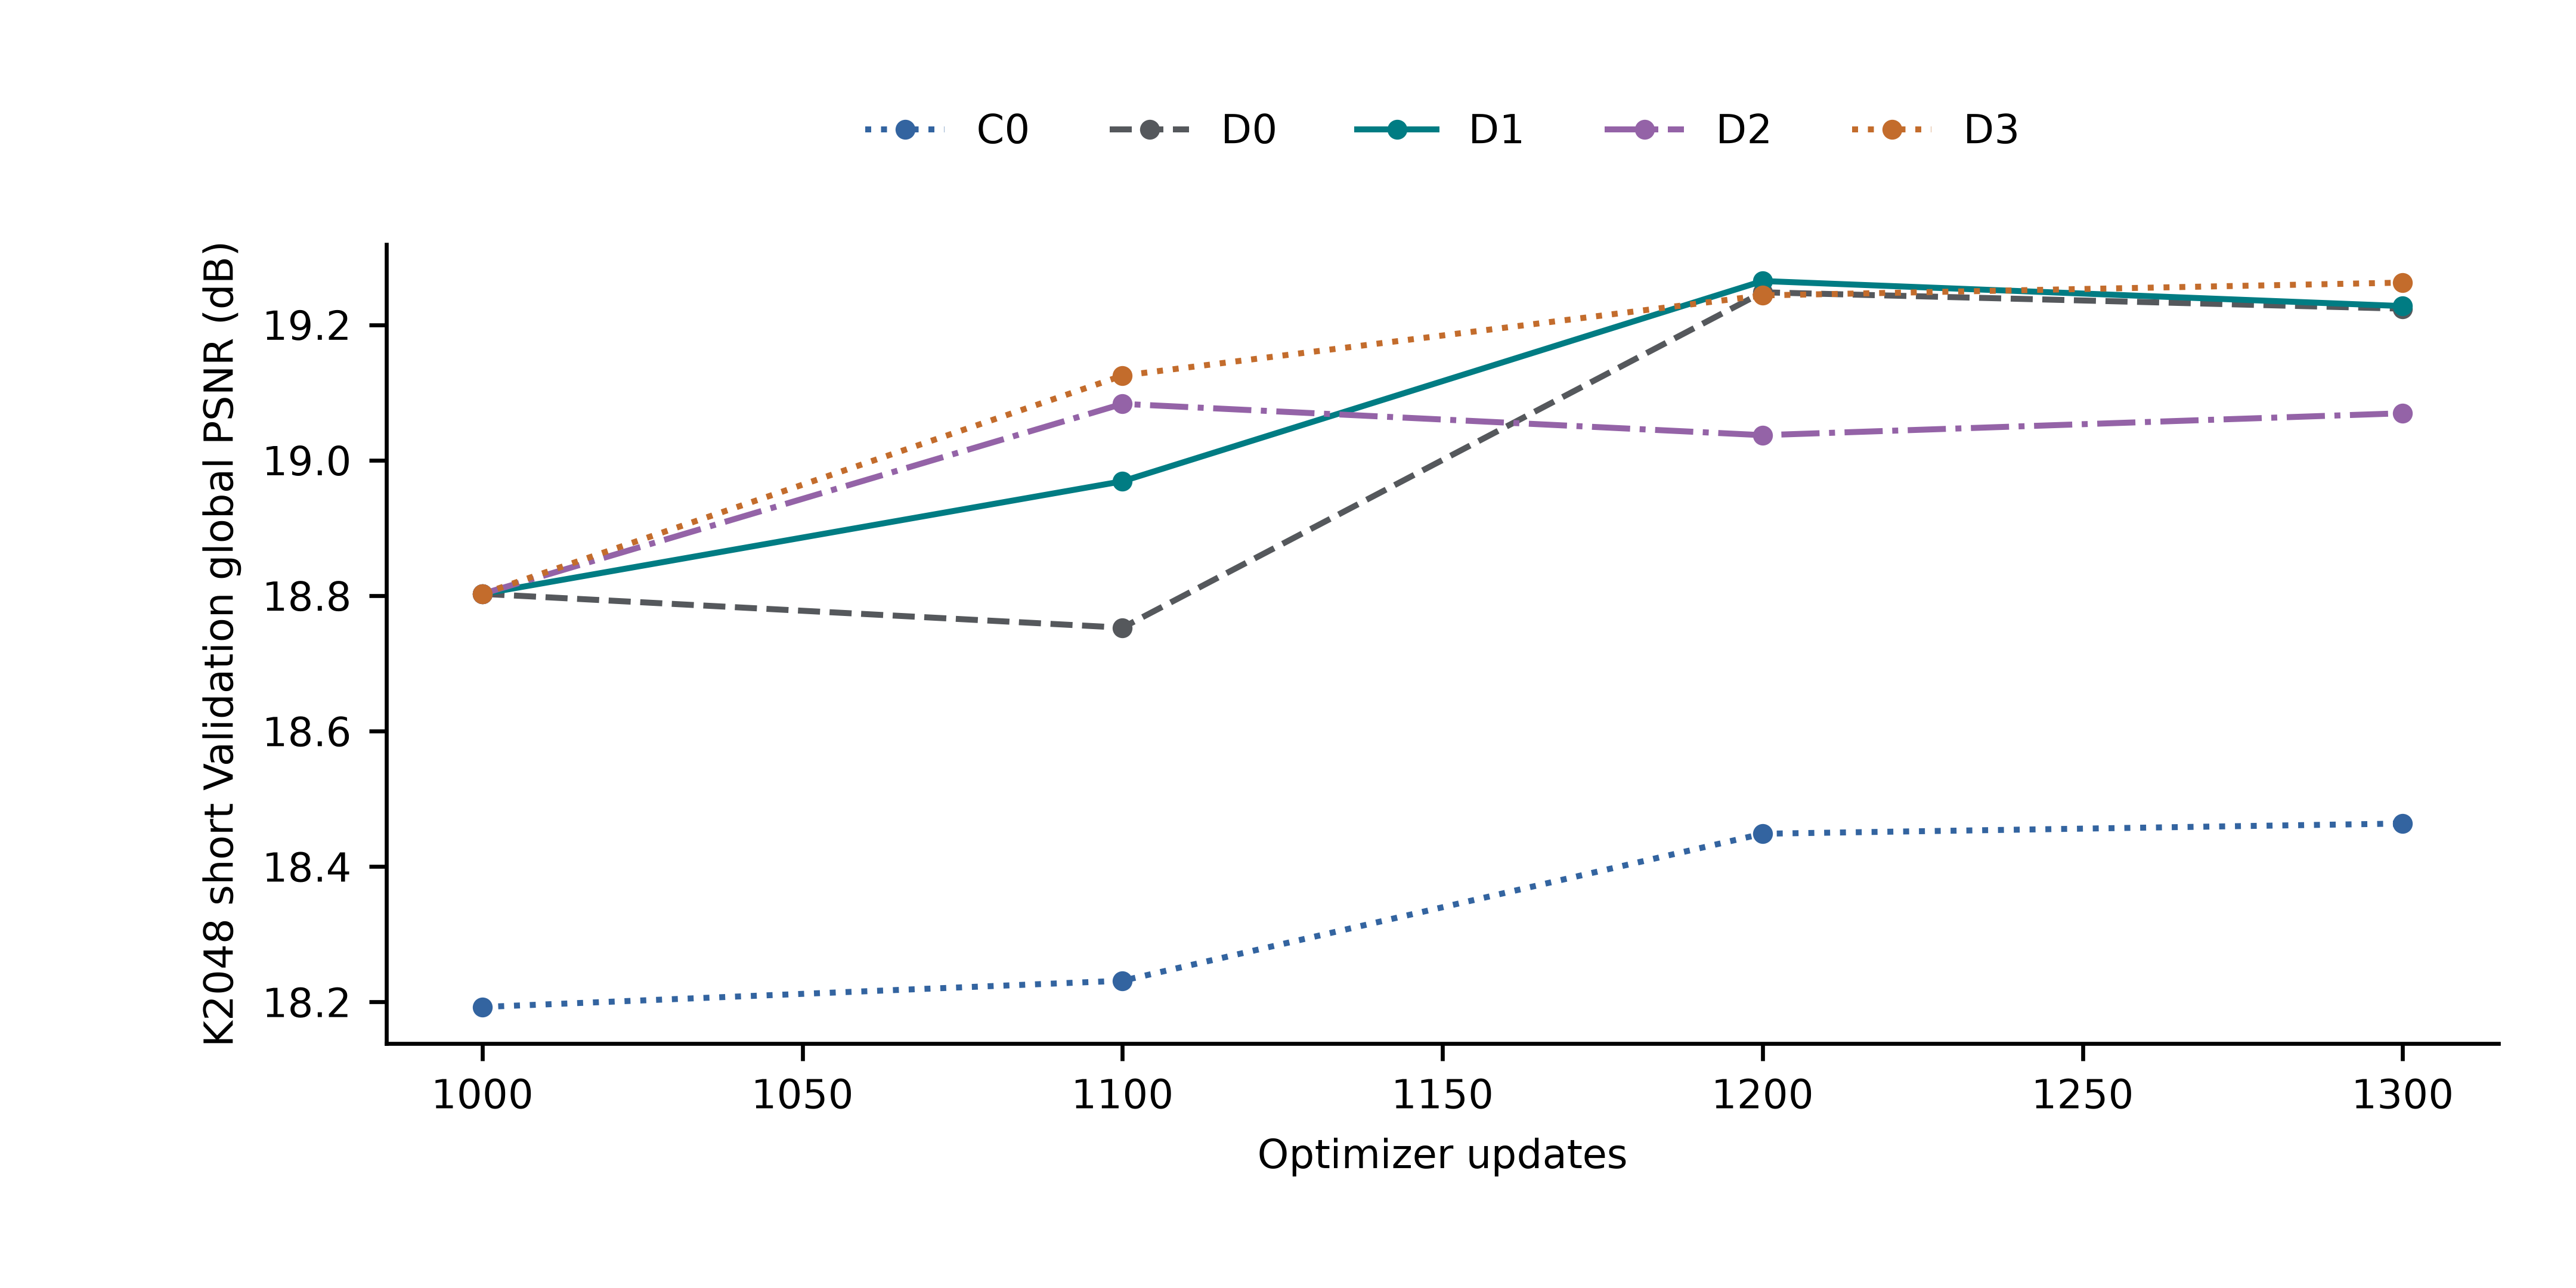 C0 D0 D1 D2 D3
K2048 short Validation global PSNR (dB)
19.2
19.0
18.8
18.6
18.4
18.2
1000 1050 1100 1150 1200 1250 1300
Optimizer updates